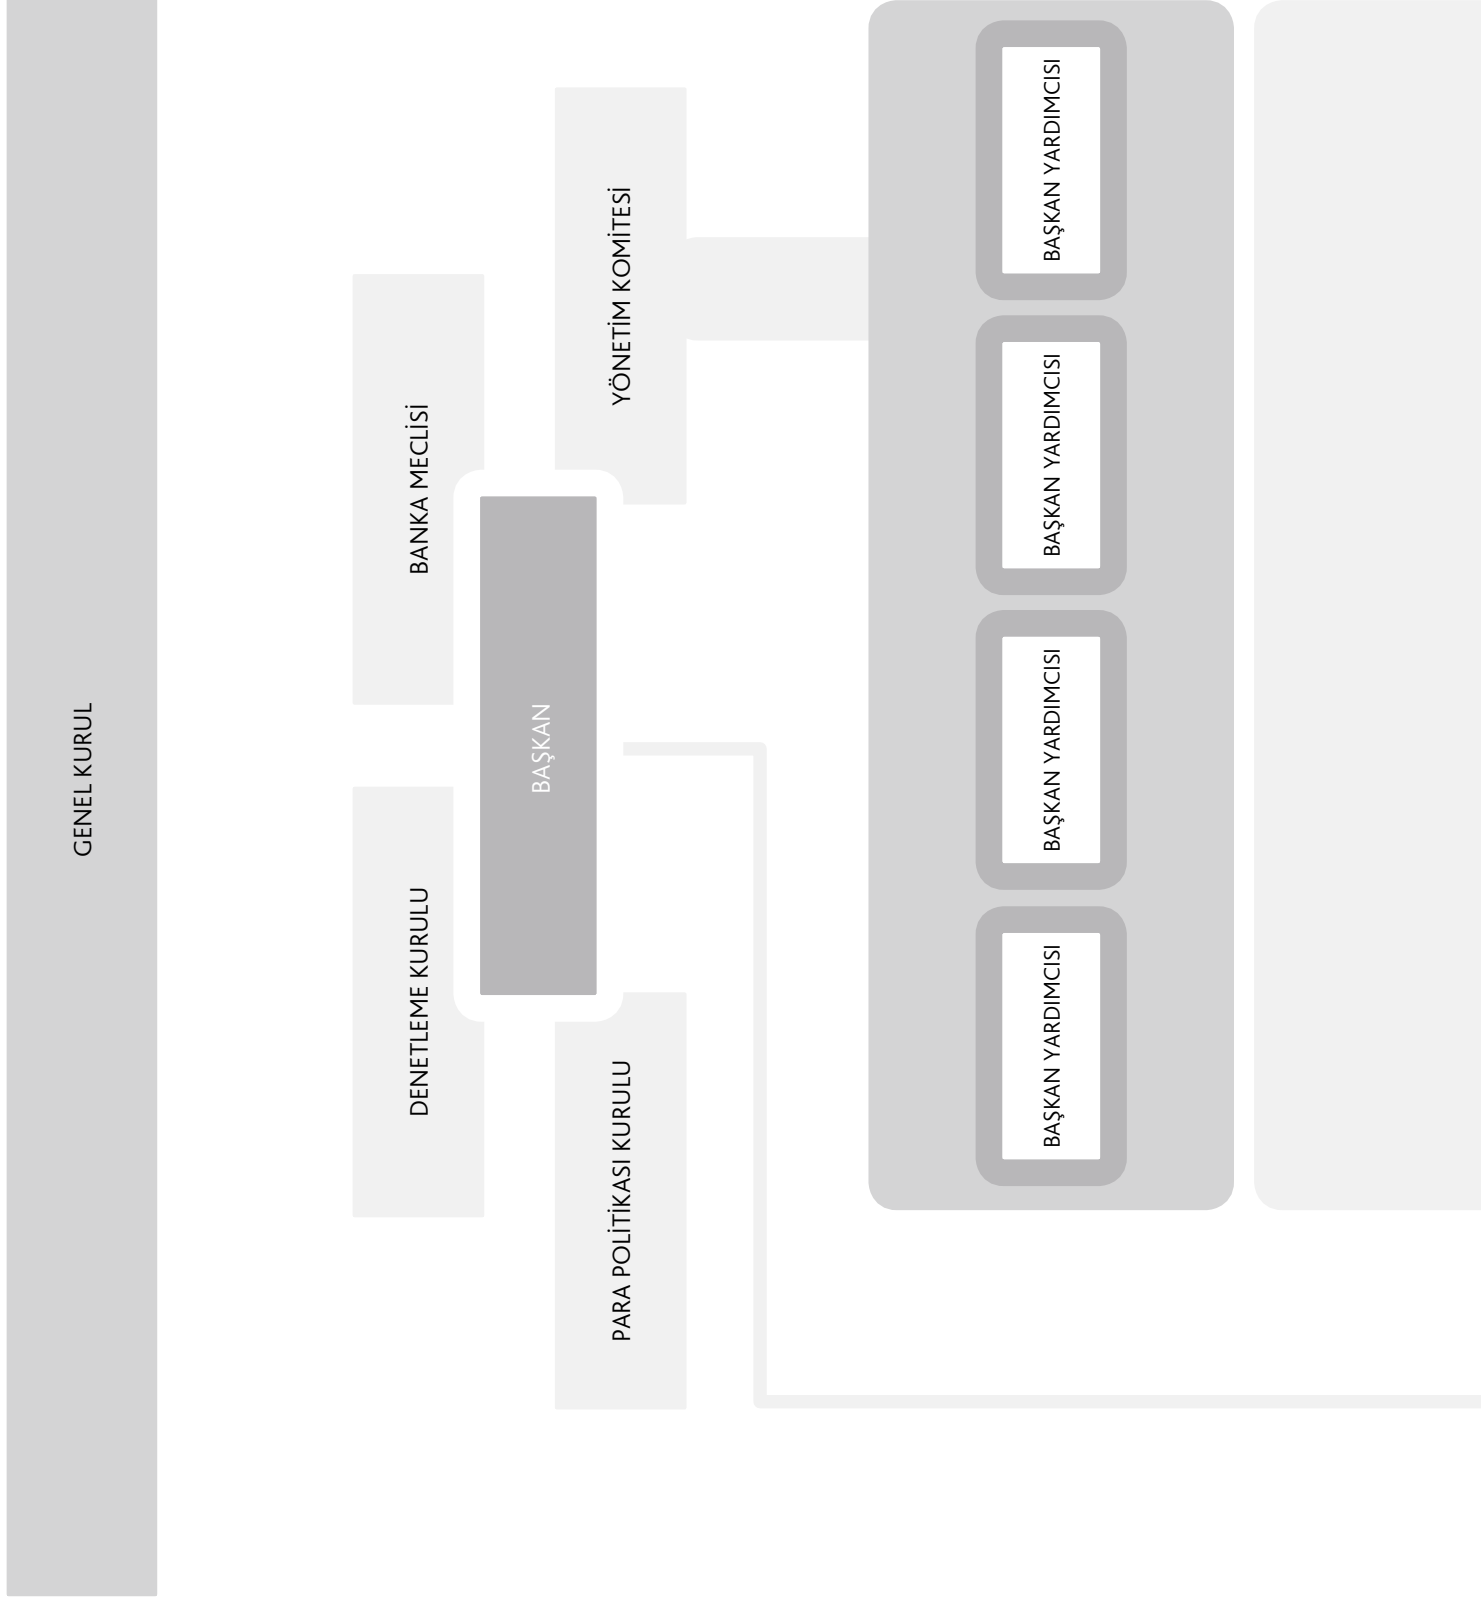 GENEL KURUL
DENETLEME KURULU
BANKA MECLİSİ
BAŞKAN
PARA POLİTİKASI KURULU
YÖNETİM KOMİTESİ
BAŞKAN YARDIMCISI
BAŞKAN YARDIMCISI
BAŞKAN YARDIMCISI
BAŞKAN YARDIMCISI